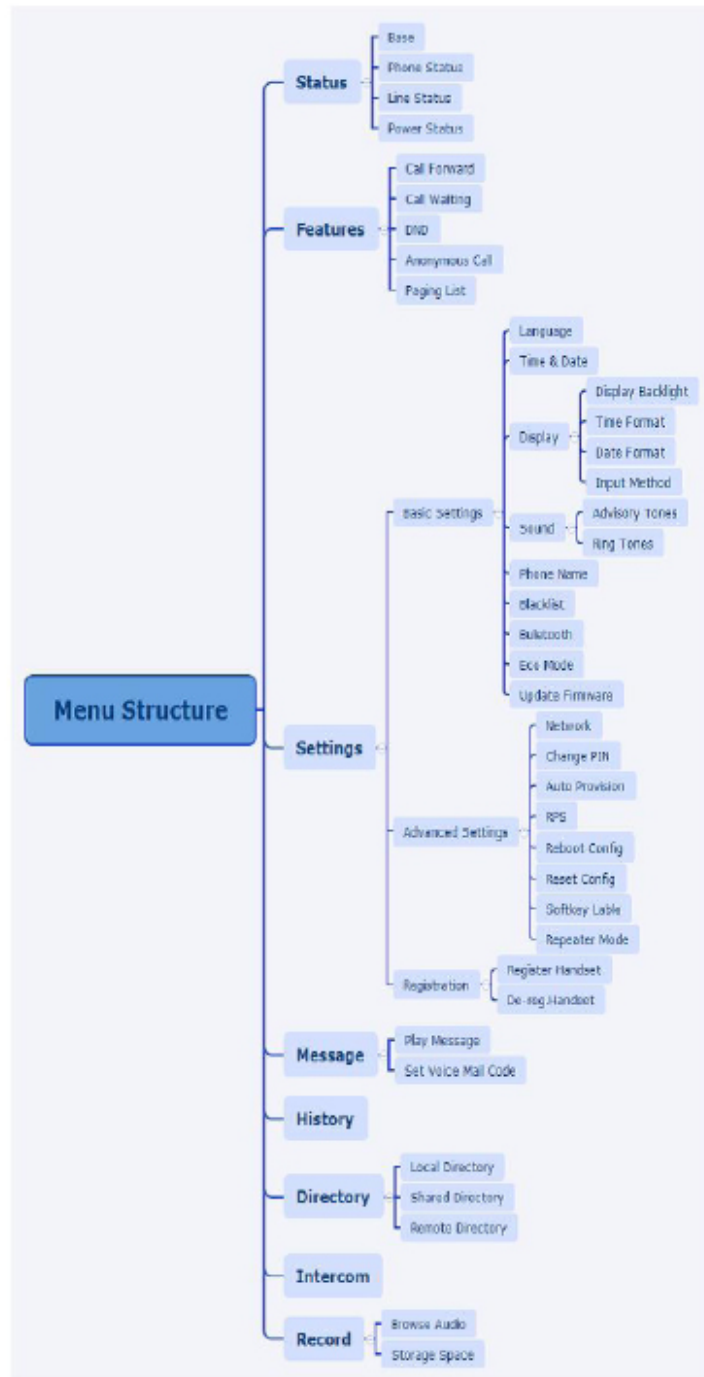 Status
Base
Phone Status
Line Status
Power Status
Features
Call Forward
Call Waiting
DND
Anonymous Call
Paging List
Menu Structure
Settings
Basic Settings
Language
Time & Date
Display
Display Backlight
Time Format
Date Format
Input Method
Sound
Advisory Tones
Ring Tones
Phone Name
Blacklist
Buletooth
Eco Mode
Update Firmware
Advanced Settings
Network
Change PIN
Auto Provision
RPS
Reboot Config
Reset Config
Softkey Lable
Repeater Mode
Registration
Register Handset
De-reg.Handset
Message
Play Message
Set Voice Mail Code
History
Directory
Local Directory
Shared Directory
Remote Directory
Intercom
Record
Browse Audio
Storage Space